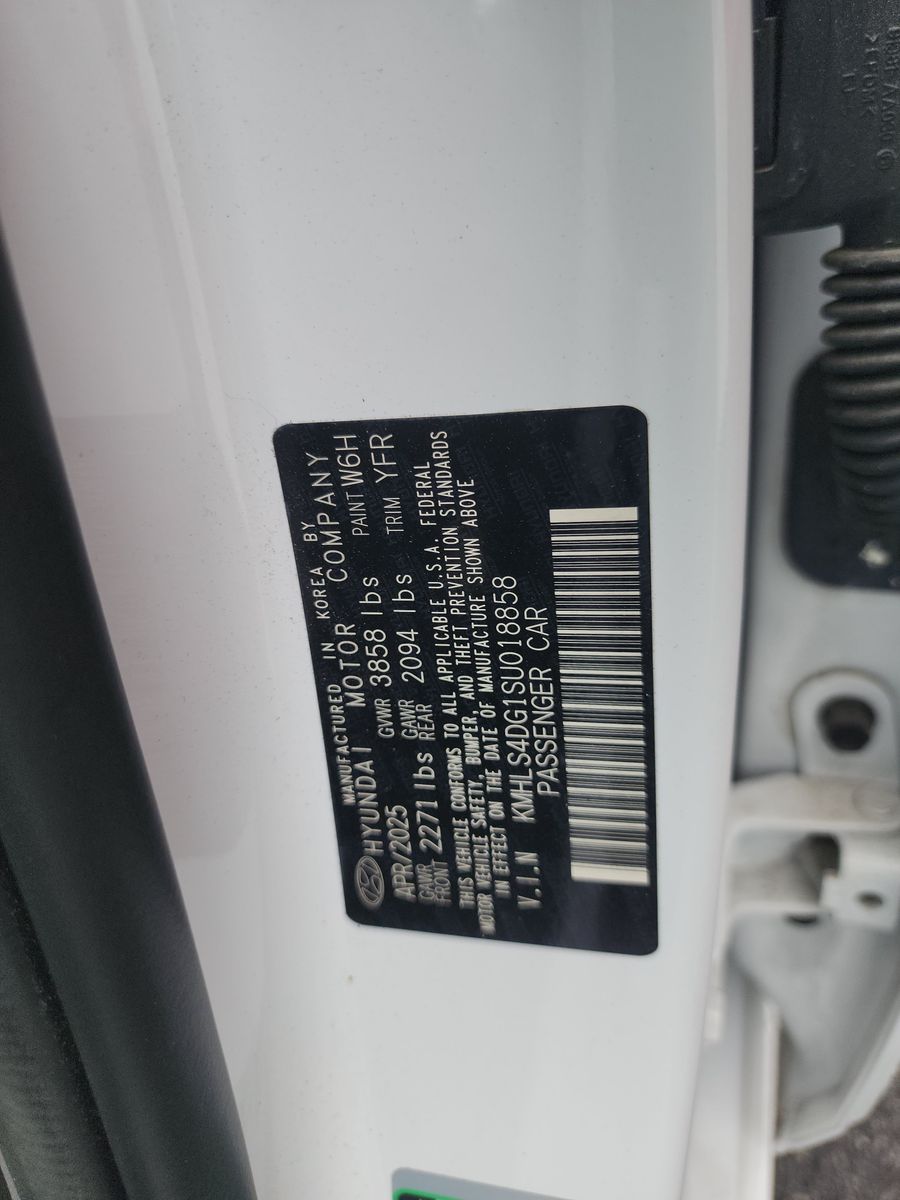 MANUFACTURED IN KOREA BY
HYUNDAI MOTOR COMPANY
APR/2025 GVWR 3858 lbs PAINT W6H
GAWR FRONT 2271 lbs GAWR REAR 2094 lbs TRIM YFR
THIS VEHICLE CONFORMS TO ALL APPLICABLE U.S.A. FEDERAL
MOTOR VEHICLE SAFETY, BUMPER, AND THEFT PREVENTION STANDARDS
IN EFFECT ON THE DATE OF MANUFACTURE SHOWN ABOVE
V.I.N KMHLS4DG1SU018858
PASSENGER CAR